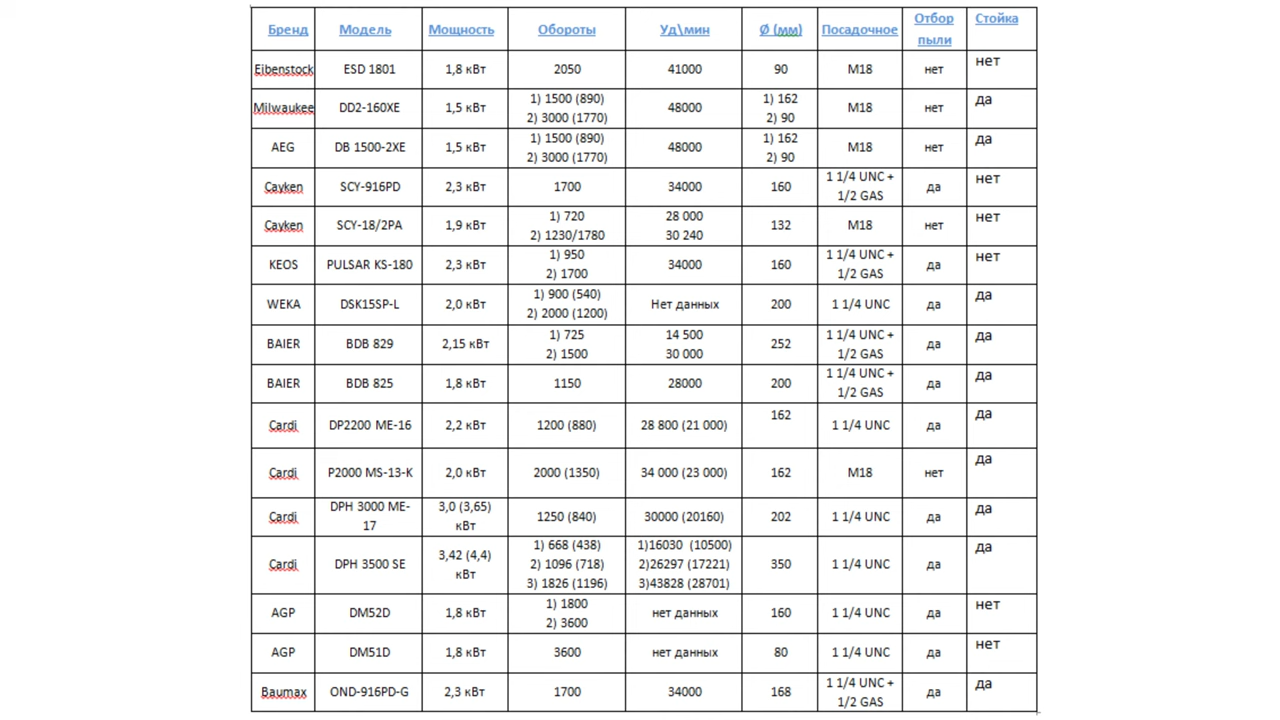 Бренд Модель Мощность Обороты Уд\мин Ø (мм) Посадочное Отбор пыли Стойка
Eibenstock ESD 1801 1,8 кВт 2050 41000 90 М18 нет нет
Milwaukee DD2-160XE 1,5 кВт 1) 1500 (890) 2) 3000 (1770) 48000 1) 162 2) 90 М18 нет да
AEG DB 1500-2XE 1,5 кВт 1) 1500 (890) 2) 3000 (1770) 48000 1) 162 2) 90 М18 нет да
Cayken SCY-916PD 2,3 кВт 1700 34000 160 1 1/4 UNC + 1/2 GAS да нет
Cayken SCY-18/2PA 1,9 кВт 1) 720 2) 1230/1780 28 000 30 240 132 М18 нет нет
KEOS PULSAR KS-180 2,3 кВт 1) 950 2) 1700 34000 160 1 1/4 UNC + 1/2 GAS да нет
WEKA DSK15SP-L 2,0 кВт 1) 900 (540) 2) 2000 (1200) Нет данных 200 1 1/4 UNC да да
BAIER BDB 829 2,15 кВт 1) 725 2) 1500 14 500 30 000 252 1 1/4 UNC + 1/2 GAS да да
BAIER BDB 825 1,8 кВт 1150 28000 200 1 1/4 UNC + 1/2 GAS да да
Cardi DP2200 ME-16 2,2 кВт 1200 (880) 28 800 (21 000) 162 1 1/4 UNC да да
Cardi P2000 MS-13-K 2,0 кВт 2000 (1350) 34 000 (23 000) 162 М18 нет да
Cardi DPH 3000 ME-17 3,0 (3,65) кВт 1250 (840) 30000 (20160) 202 1 1/4 UNC да да
Cardi DPH 3500 SE 3,42 (4,4) кВт 1) 668 (438) 2) 1096 (718) 3) 1826 (1196) 1)16030 (10500) 2)26297 (17221) 3)43828 (28701) 350 1 1/4 UNC да да
AGP DM52D 1,8 кВт 1) 1800 2) 3600 нет данных 160 1 1/4 UNC да нет
AGP DM51D 1,8 кВт 3600 нет данных 80 1 1/4 UNC да нет
Baumax OND-916PD-G 2,3 кВт 1700 34000 168 1 1/4 UNC + 1/2 GAS да да